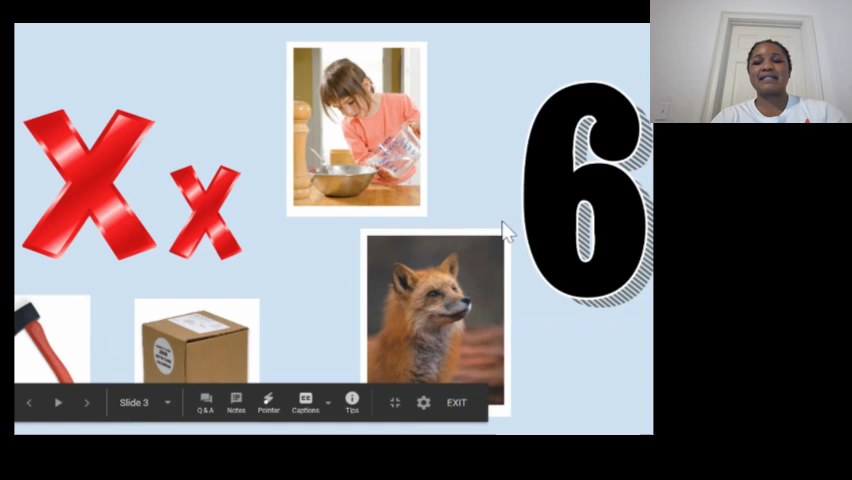 X x
6
Slide 3
Q & A
Notes
Pointer
Captions
Tips
EXIT